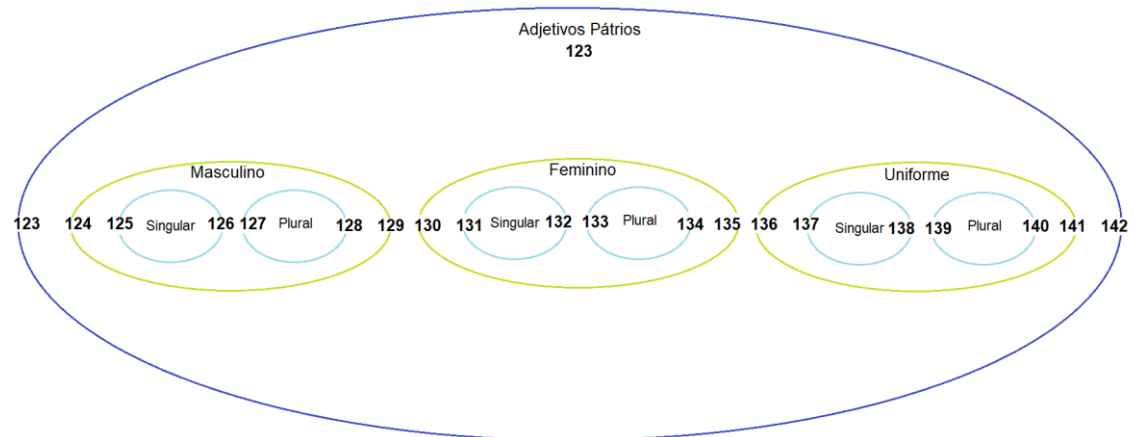 Adjetivos Pátrios
123
Masculino
Feminino
Uniforme
123 124 125 Singular 126 127 Plural 128 129 130 131 Singular 132 133 Plural 134 135 136 137 Singular 138 139 Plural 140 141 142